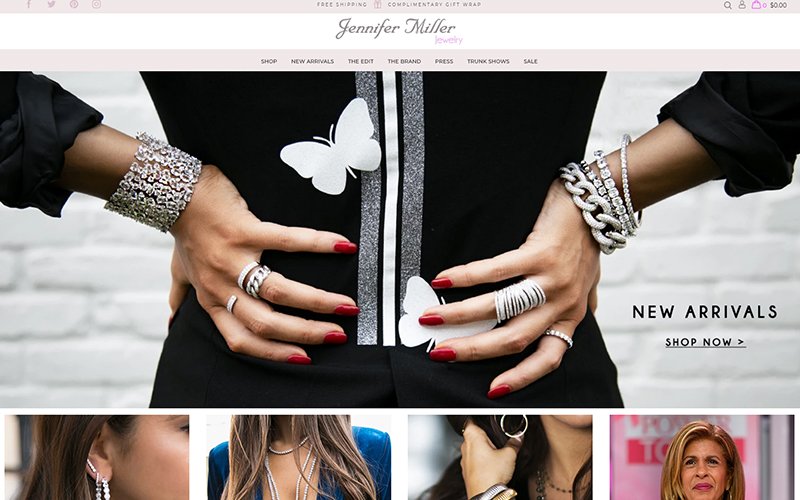 FREE SHIPPING COMPLIMENTARY GIFT WRAP
0 $0.00
Jennifer Miller
Jewelry
SHOP NEW ARRIVALS THE EDIT THE BRAND PRESS TRUNK SHOWS SALE
NEW ARRIVALS
SHOP NOW >